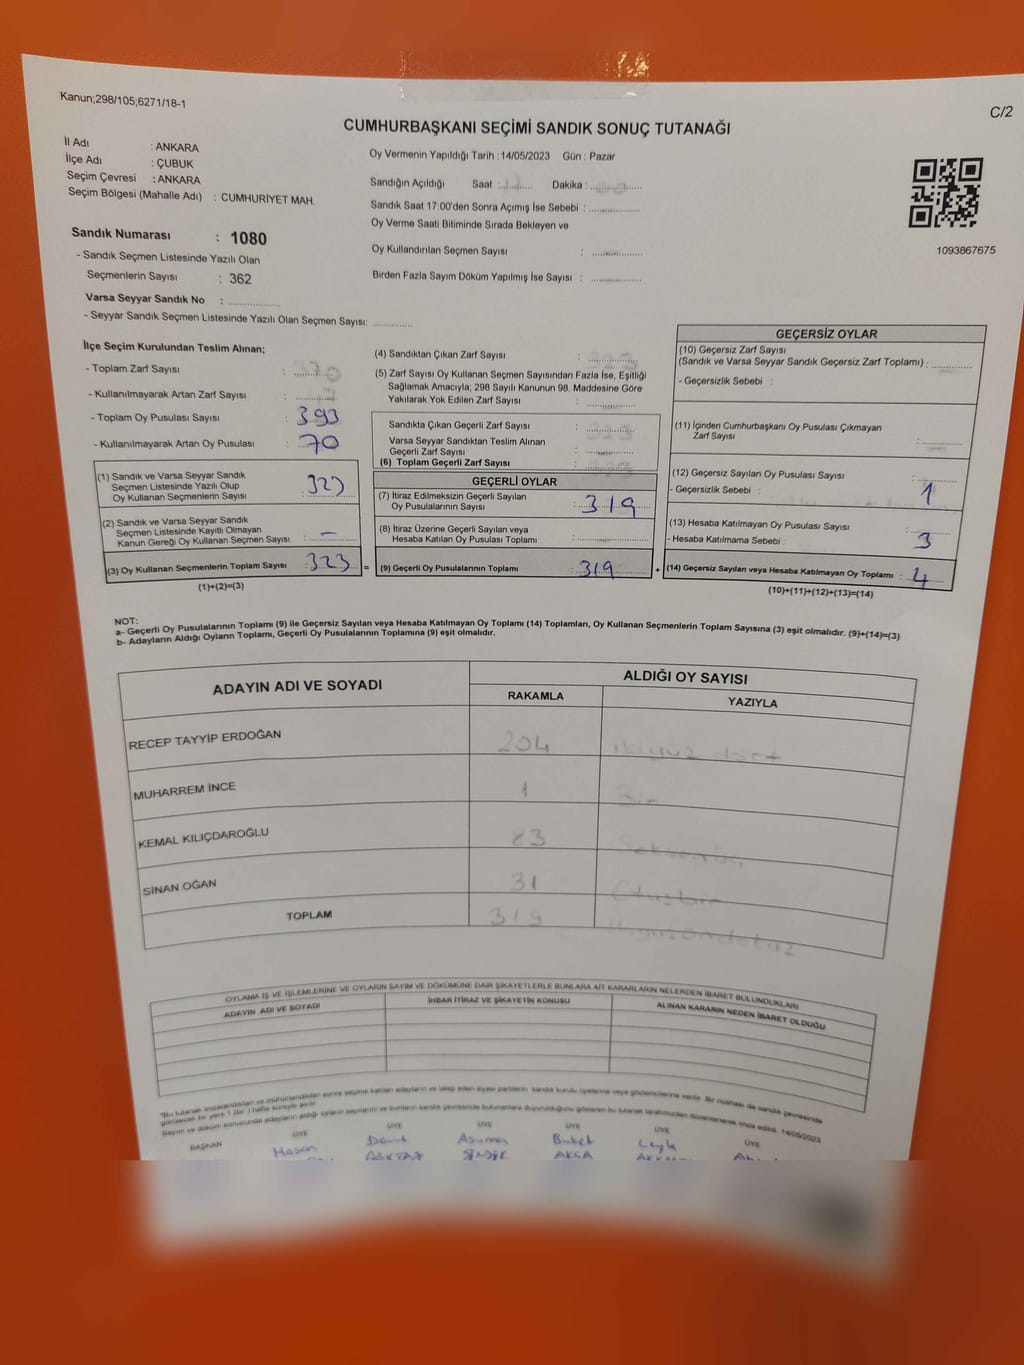 Kanun;298/105;6271/18-1
C/2
CUMHURBAŞKANI SEÇİMİ SANDIK SONUÇ TUTANAĞI
İl Adı : ANKARA
İlçe Adı : ÇUBUK
Seçim Çevresi : ANKARA
Seçim Bölgesi (Mahalle Adı) : CUMHURİYET MAH.
Sandık Numarası : 1080
- Sandık Seçmen Listesinde Yazılı Olan
Seçmenlerin Sayısı : 362
Varsa Seyyar Sandık No : ..............
- Seyyar Sandık Seçmen Listesinde Yazılı Olan Seçmen Sayısı: ............
Oy Vermenin Yapıldığı Tarih : 14/05/2023 Gün : Pazar
Sandığın Açıldığı Saat : Dakika :
Sandık Saat 17:00'den Sonra Açımış İse Sebebi : ..............
Oy Verme Saati Bitiminde Sırada Bekleyen ve
Oy Kullandırılan Seçmen Sayısı :
Birden Fazla Sayım Döküm Yapılmış İse Sayısı : ..............
1093867675
İlçe Seçim Kurulundan Teslim Alınan;
- Toplam Zarf Sayısı :
- Kullanılmayarak Artan Zarf Sayısı :
- Toplam Oy Pusulası Sayısı : 393
- Kullanılmayarak Artan Oy Pusulası : 70
(1) Sandık ve Varsa Seyyar Sandık
Seçmen Listesinde Yazılı Olup
Oy Kullanan Seçmenlerin Sayısı : 323
(2) Sandık ve Varsa Seyyar Sandık
Seçmen Listesinde Kayıtlı Olmayan
Kanun Gereği Oy Kullanan Seçmen Sayısı : –
(3) Oy Kullanan Seçmenlerin Toplam Sayısı : 323
(1)+(2)=(3)
(4) Sandıktan Çıkan Zarf Sayısı : 323
(5) Zarf Sayısı Oy Kullanan Seçmen Sayısından Fazla İse, Eşitliği
Sağlamak Amacıyla; 298 Sayılı Kanunun 98. Maddesine Göre
Yakılarak Yok Edilen Zarf Sayısı :
Sandıkta Çıkan Geçerli Zarf Sayısı : 323
Varsa Seyyar Sandıktan Teslim Alınan
Geçerli Zarf Sayısı :
(6) Toplam Geçerli Zarf Sayısı :
GEÇERLİ OYLAR
(7) İtiraz Edilmeksizin Geçerli Sayılan
Oy Pusulalarının Sayısı : 319
(8) İtiraz Üzerine Geçerli Sayılan veya
Hesaba Katılan Oy Pusulası Toplamı :
(9) Geçerli Oy Pusulalarının Toplamı : 319
=
+
GEÇERSİZ OYLAR
(10) Geçersiz Zarf Sayısı
(Sandık ve Varsa Seyyar Sandık Geçersiz Zarf Toplamı) :
- Geçersizlik Sebebi :
(11) İçinden Cumhurbaşkanı Oy Pusulası Çıkmayan
Zarf Sayısı :
(12) Geçersiz Sayılan Oy Pusulası Sayısı : 1
- Geçersizlik Sebebi :
(13) Hesaba Katılmayan Oy Pusulası Sayısı : 3
- Hesaba Katılmama Sebebi :
(14) Geçersiz Sayılan veya Hesaba Katılmayan Oy Toplamı : 4
(10)+(11)+(12)+(13)=(14)
NOT:
a- Geçerli Oy Pusulalarının Toplamı (9) ile Geçersiz Sayılan veya Hesaba Katılmayan Oy Toplamı (14) Toplamları, Oy Kullanan Seçmenlerin Toplam Sayısına (3) eşit olmalıdır. (9)+(14)=(3)
b- Adayların Aldığı Oyların Toplamı, Geçerli Oy Pusulalarının Toplamına (9) eşit olmalıdır.
ADAYIN ADI VE SOYADI
ALDIĞI OY SAYISI
RAKAMLA YAZIYLA
RECEP TAYYİP ERDOĞAN 204 ikiyüz dört
MUHARREM İNCE 1 Bir
KEMAL KILIÇDAROĞLU 83 Seksenüç
SİNAN OĞAN 31 Otuzbir
TOPLAM 319
OYLAMA İŞ VE İŞLEMLERİNE VE OYLARIN SAYIM VE DÖKÜMÜNE DAİR ŞİKAYETLERLE BUNLARA AİT KARARLARIN NELERDEN İBARET BULUNDUKLARI
ADAYIN ADI VE SOYADI
İHBAR İTİRAZ VE ŞİKAYETİN KONUSU
ALINAN KARARIN NEDEN İBARET OLDUĞU
14/05/2023
BAŞKAN ÜYE ÜYE ÜYE ÜYE ÜYE ÜYE
Hasan Davut Asuman Buket Leyla
AKÇA